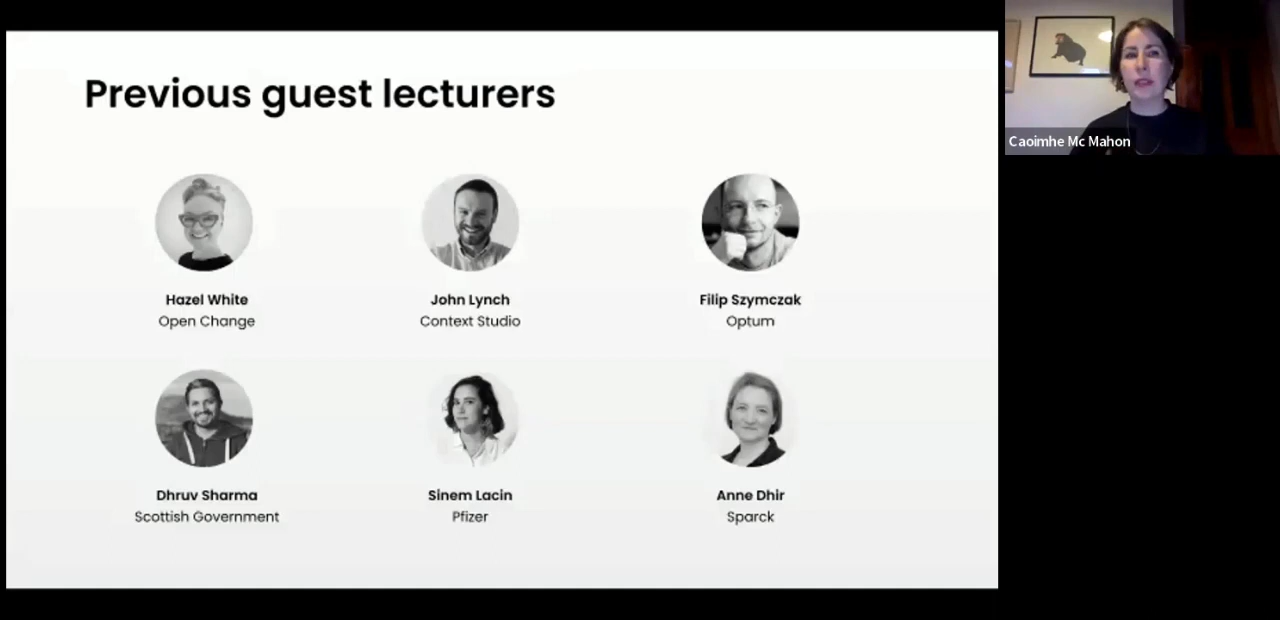 Previous guest lecturers
Caoimhe Mc Mahon
Hazel White
Open Change
John Lynch
Context Studio
Filip Szymczak
Optum
Dhruv Sharma
Scottish Government
Sinem Lacin
Pfizer
Anne Dhir
Sparck